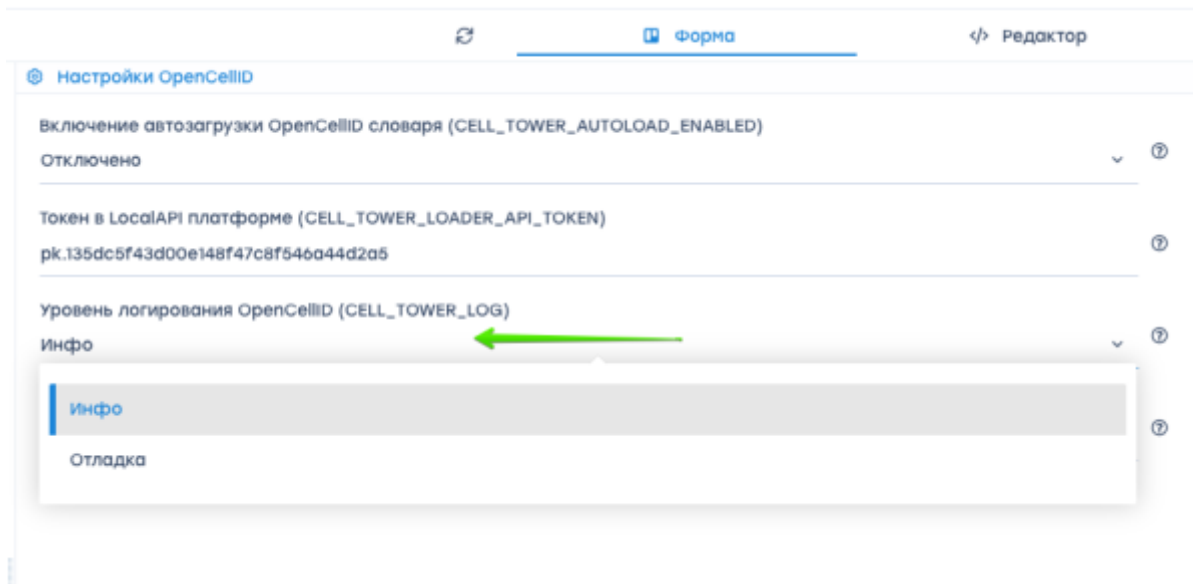 Форма
</> Редактор
Настройки OpenCellID
Включение автозагрузки OpenCellID словаря (CELL_TOWER_AUTOLOAD_ENABLED)
Отключено
Токен в LocalAPI платформе (CELL_TOWER_LOADER_API_TOKEN)
pk.135dc5f43d00e148f47c8f546a44d2a5
Уровень логирования OpenCellID (CELL_TOWER_LOG)
Инфо
Инфо
Отладка